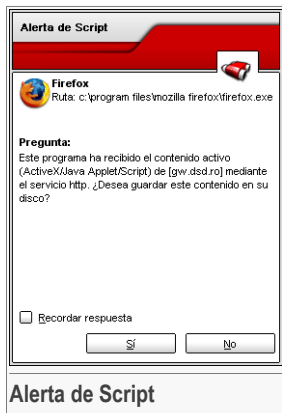 Alerta de Script
Firefox
Ruta: c:\program files\mozilla firefox\firefox.exe
Pregunta:
Este programa ha recibido el contenido activo
(ActiveX/Java Applet/Script) de [gw.dsd.ro] mediante
el servicio http. ¿Desea guardar este contenido en su
disco?
Recordar respuesta
Sí
No
Alerta de Script